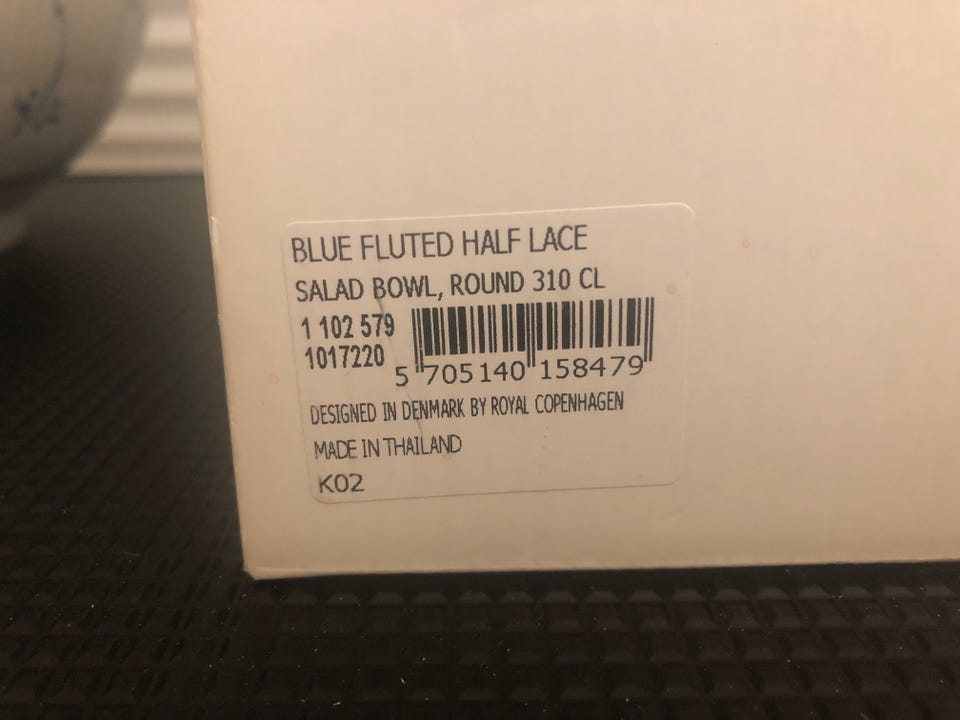 BLUE FLUTED HALF LACE
SALAD BOWL, ROUND 310 CL
1 102 579
1017220
5 705140 158479
DESIGNED IN DENMARK BY ROYAL COPENHAGEN
MADE IN THAILAND
K02